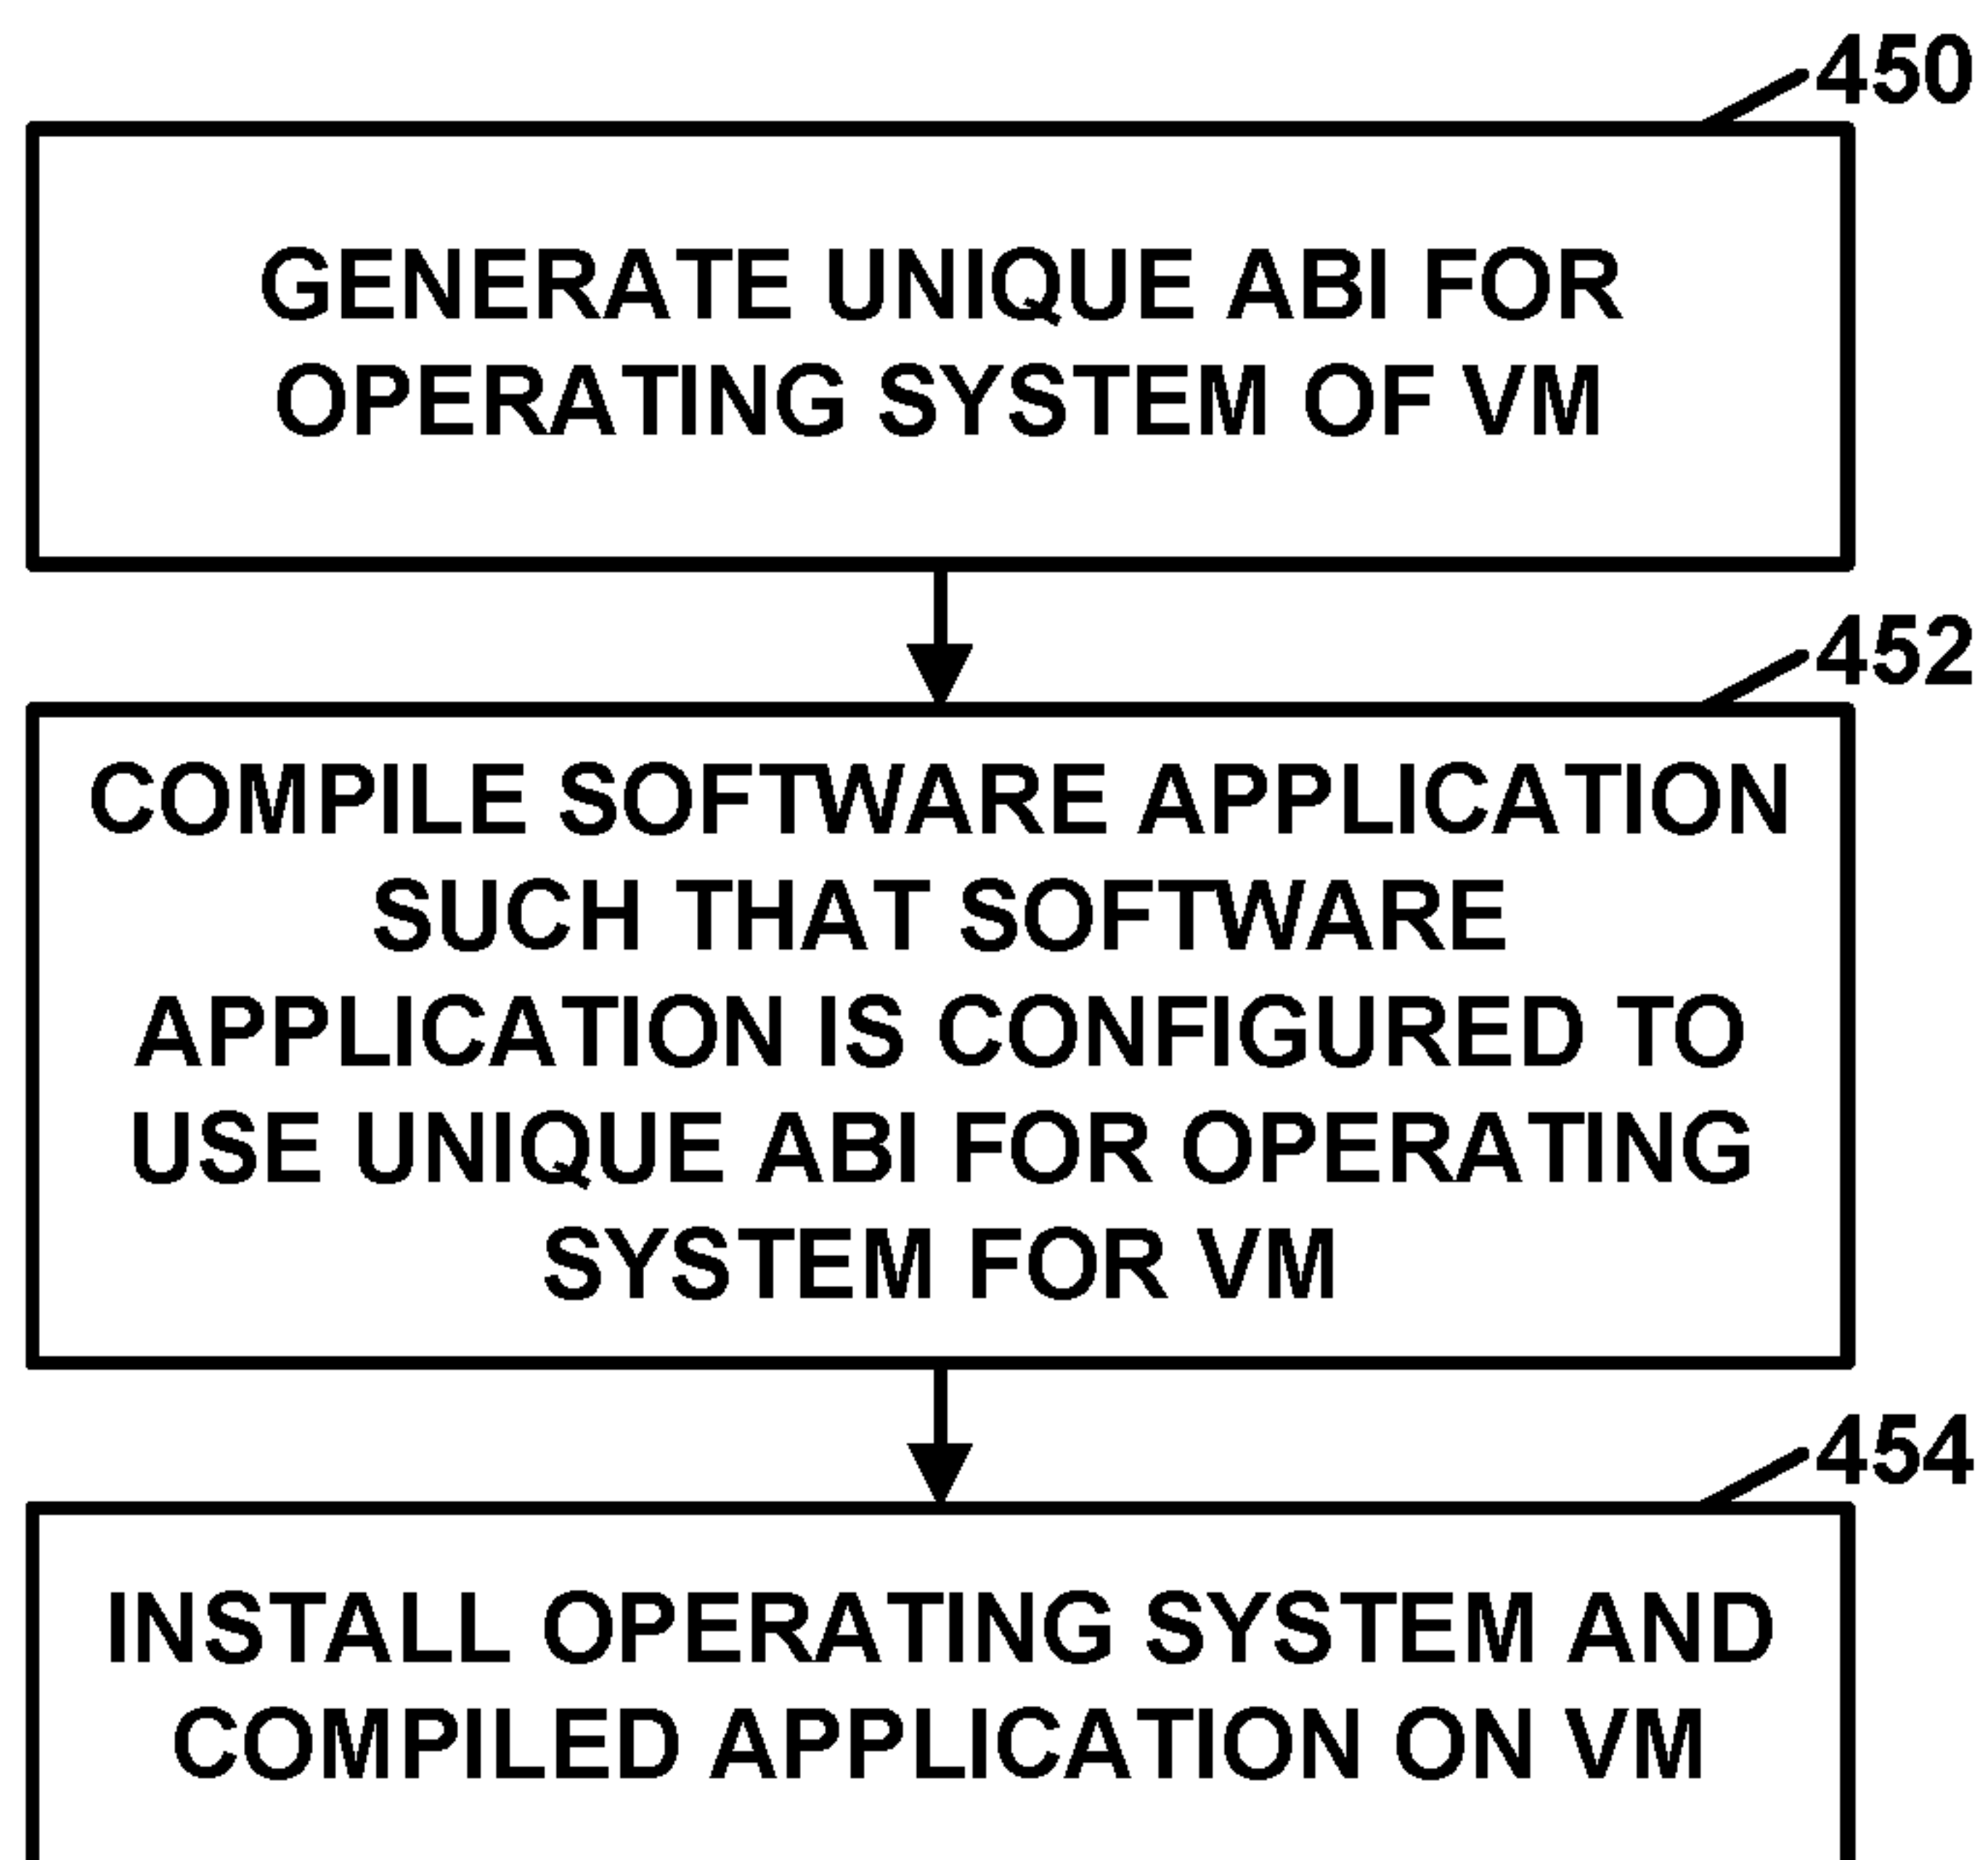 450
GENERATE UNIQUE ABI FOR
OPERATING SYSTEM OF VM
452
COMPILE SOFTWARE APPLICATION
SUCH THAT SOFTWARE
APPLICATION IS CONFIGURED TO
USE UNIQUE ABI FOR OPERATING
SYSTEM FOR VM
454
INSTALL OPERATING SYSTEM AND
COMPILED APPLICATION ON VM